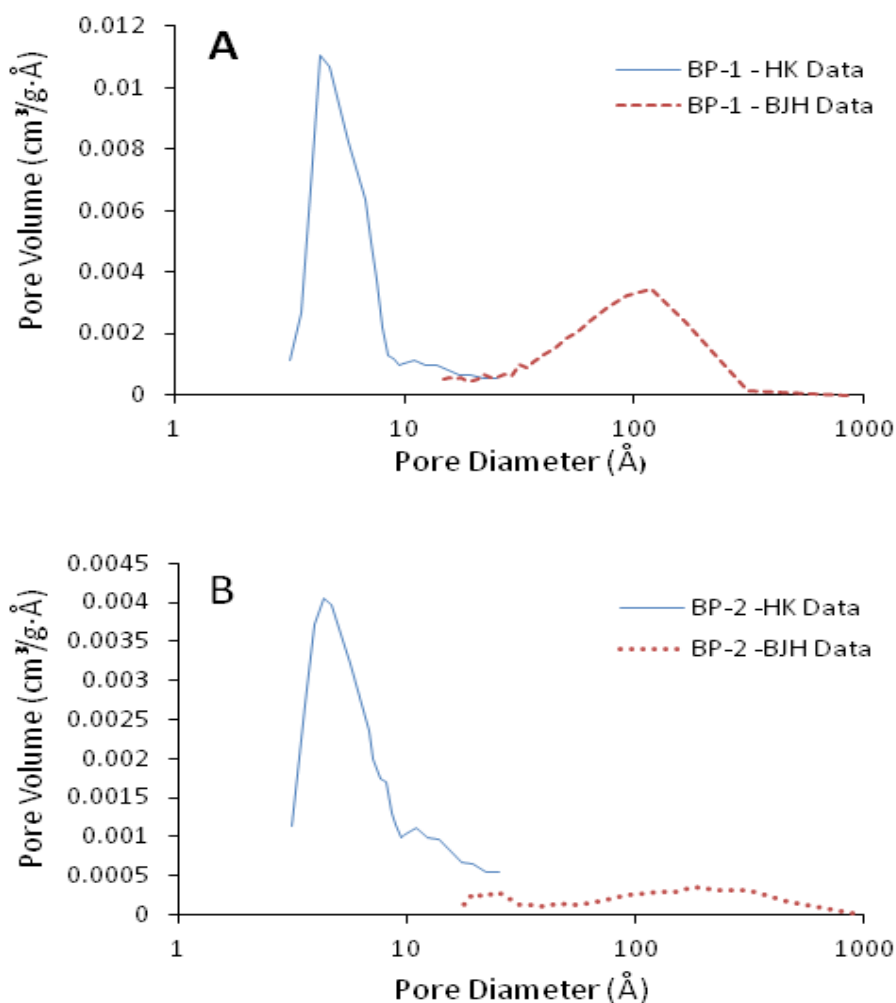 A
Pore Volume (cm³/g·Å)
0.012
0.01
0.008
0.006
0.004
0.002
0
BP-1 - HK Data
BP-1 - BJH Data
1 10 100 1000
Pore Diameter (Å)
B
Pore Volume (cm³/g·Å)
0.0045
0.004
0.0035
0.003
0.0025
0.002
0.0015
0.001
0.0005
0
BP-2 -HK Data
BP-2 -BJH Data
1 10 100 1000
Pore Diameter (Å)